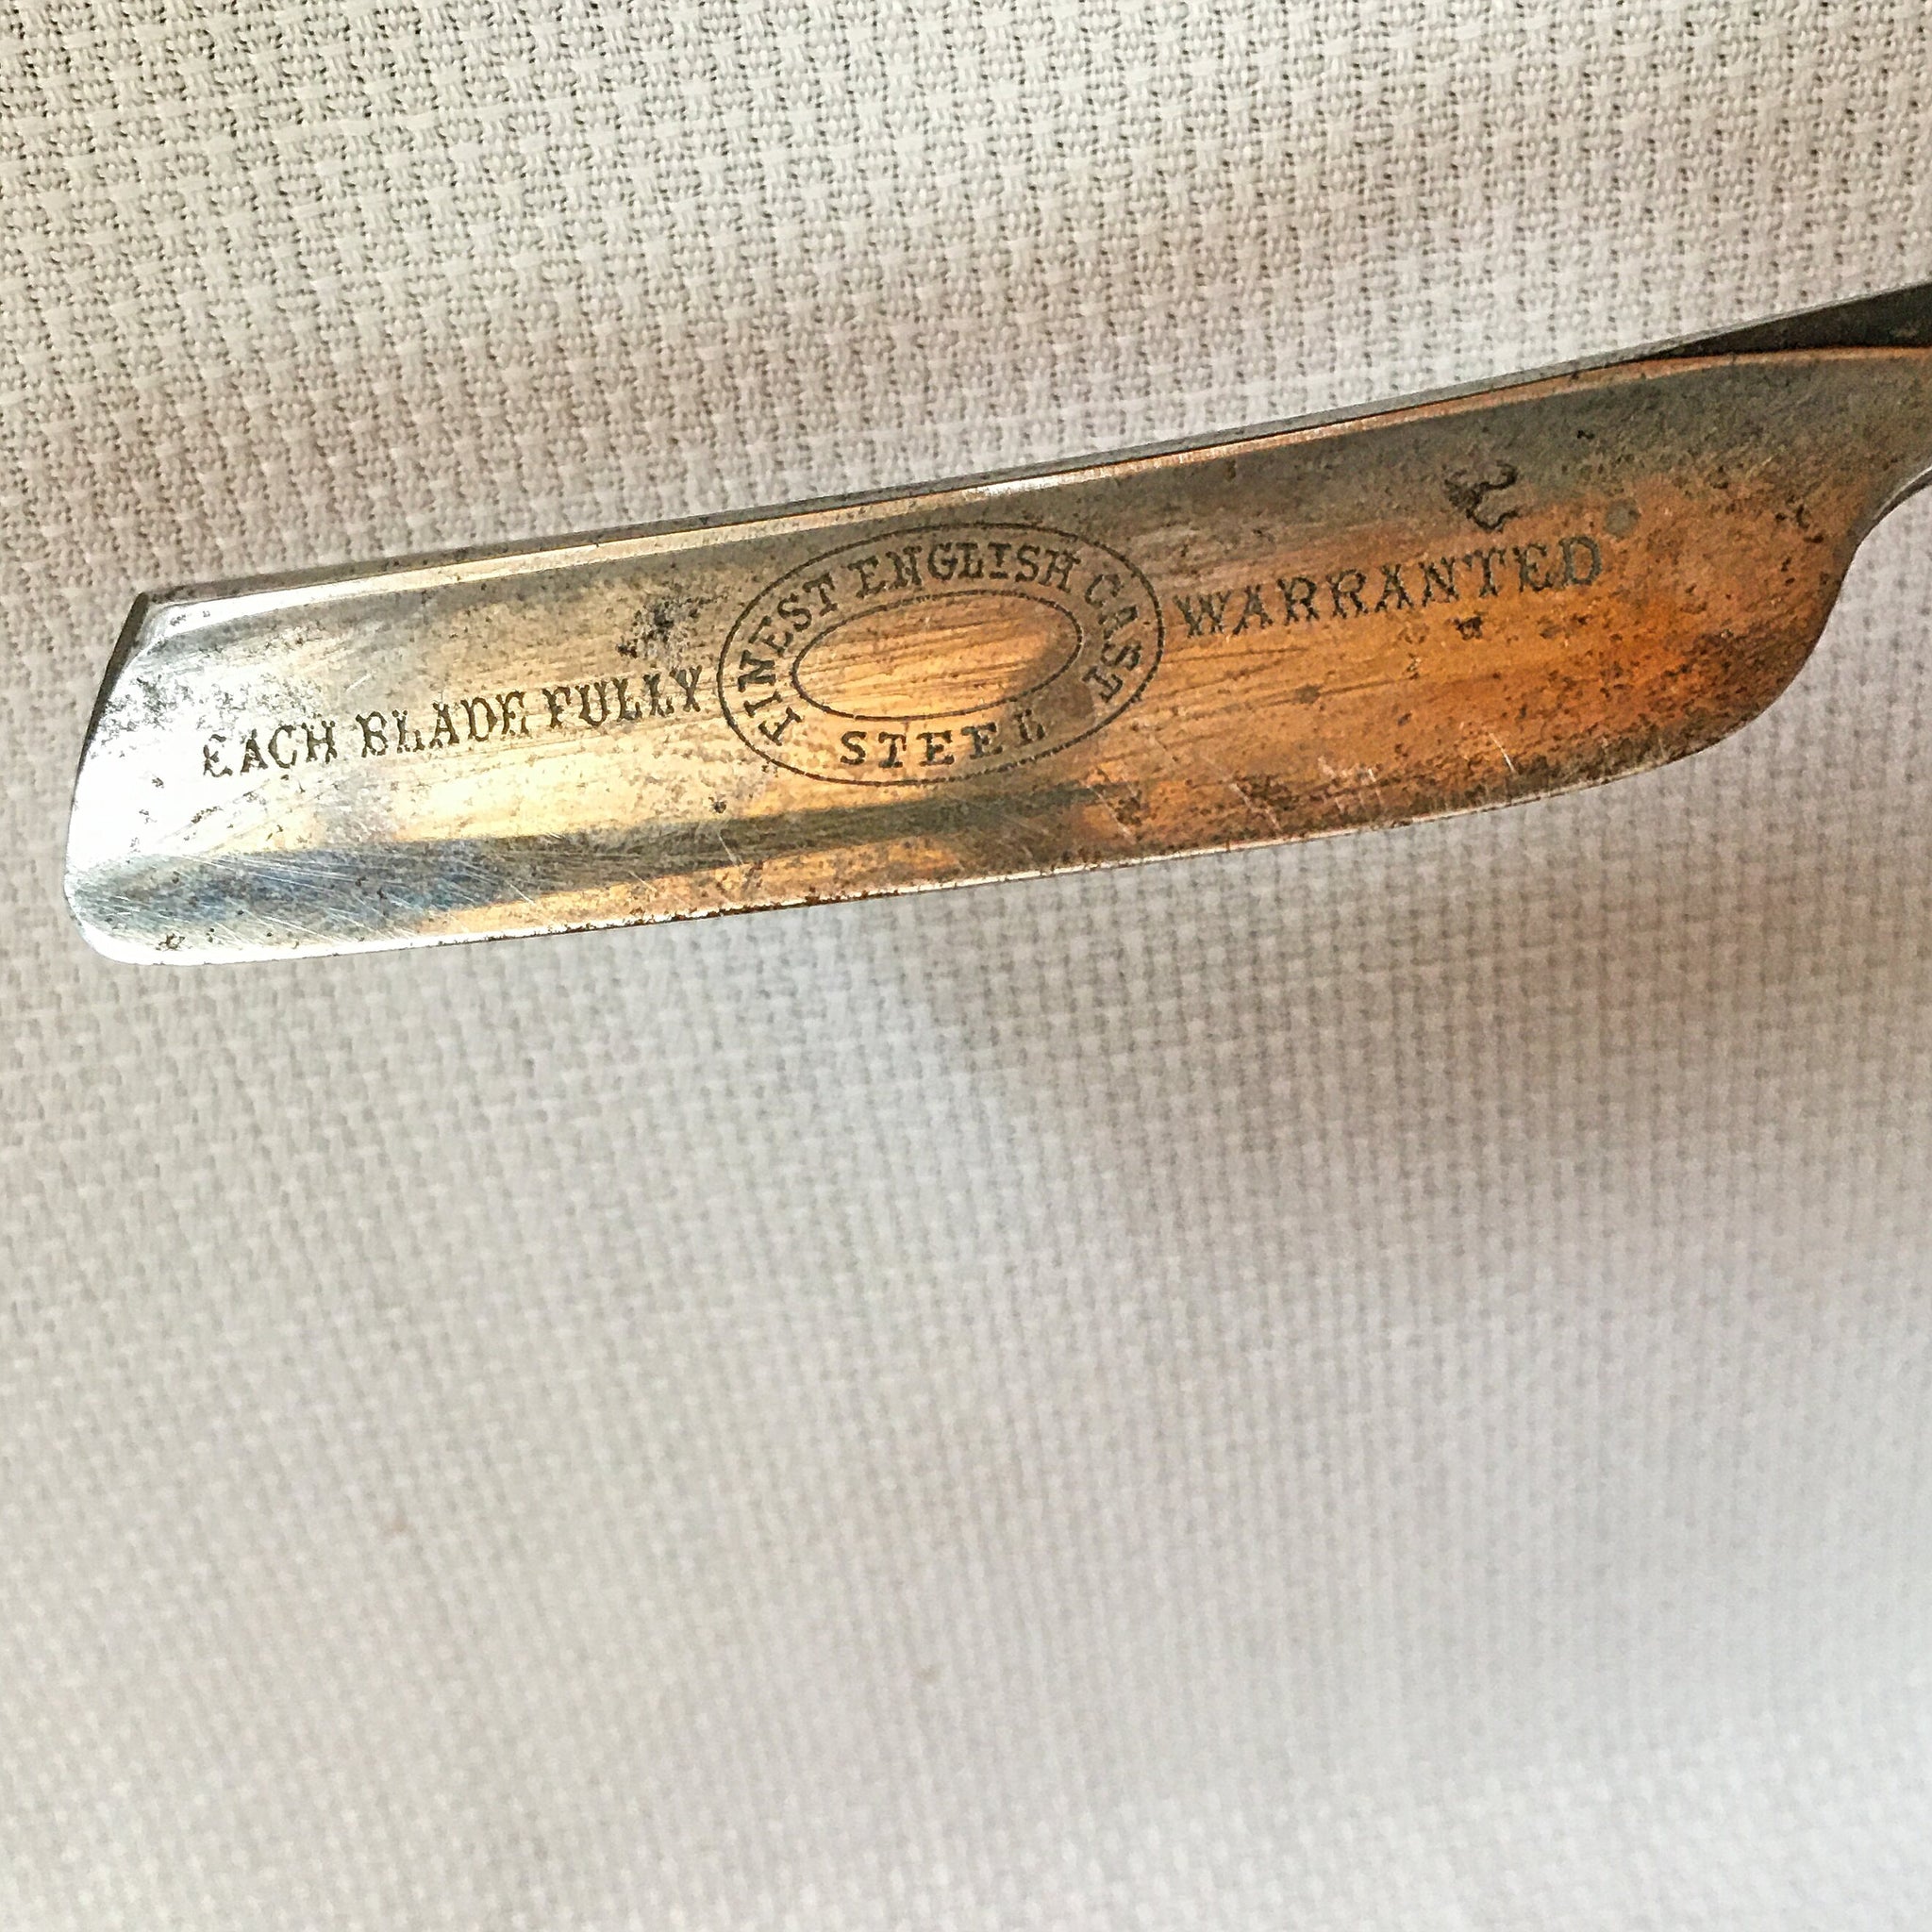 EACH BLADE FULLY
FINEST ENGLISH CAST
STEEL
WARRANTED